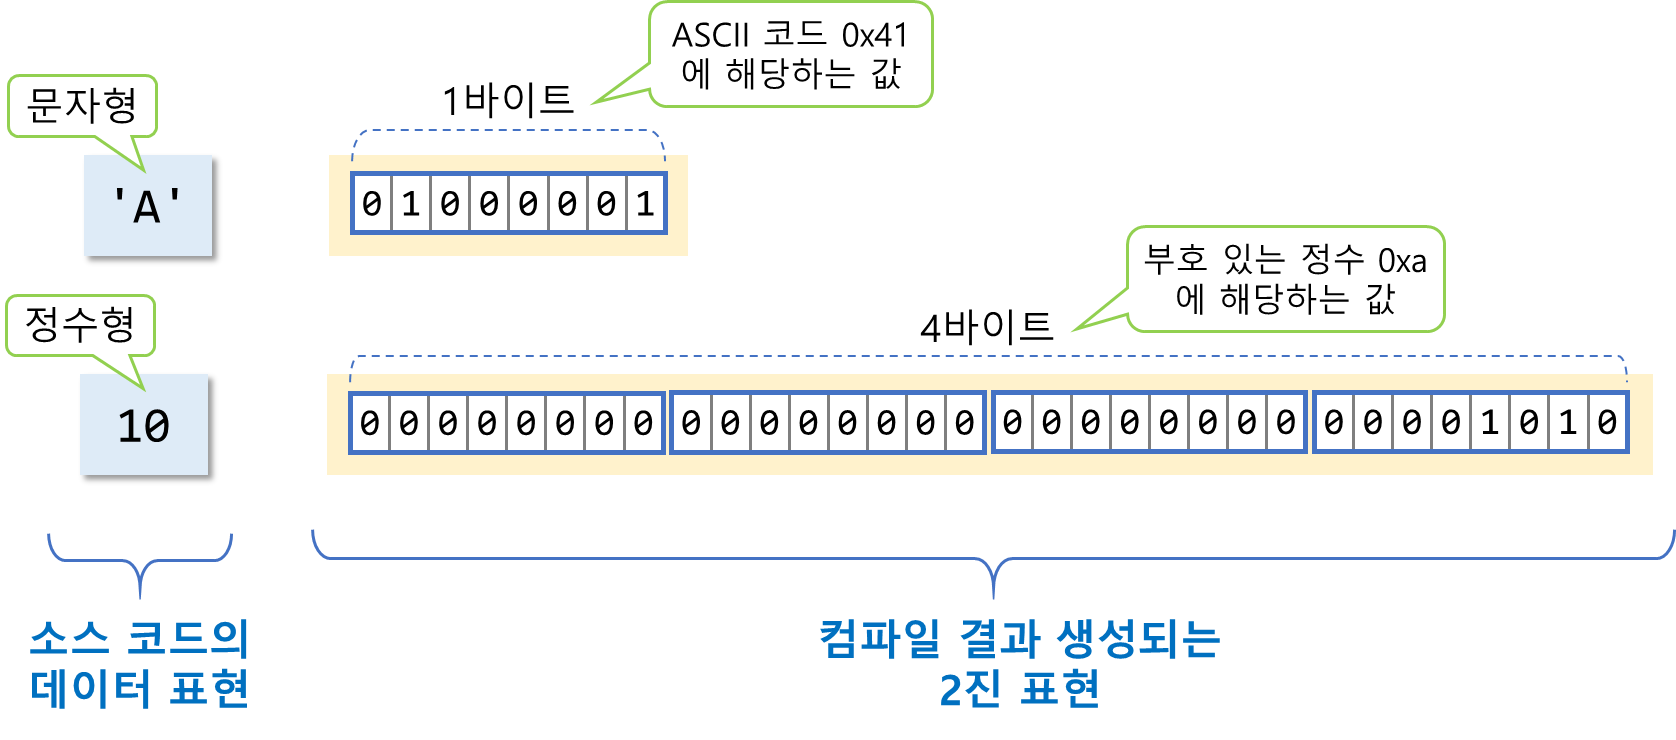 ASCII 코드 0x41
에 해당하는 값
문자형
1바이트
'A'
0 1 0 0 0 0 0 1
부호 있는 정수 0xa
에 해당하는 값
정수형
4바이트
10
0 0 0 0 0 0 0 0 0 0 0 0 0 0 0 0 0 0 0 0 0 0 0 0 0 0 0 0 1 0 1 0
소스 코드의
데이터 표현
컴파일 결과 생성되는
2진 표현